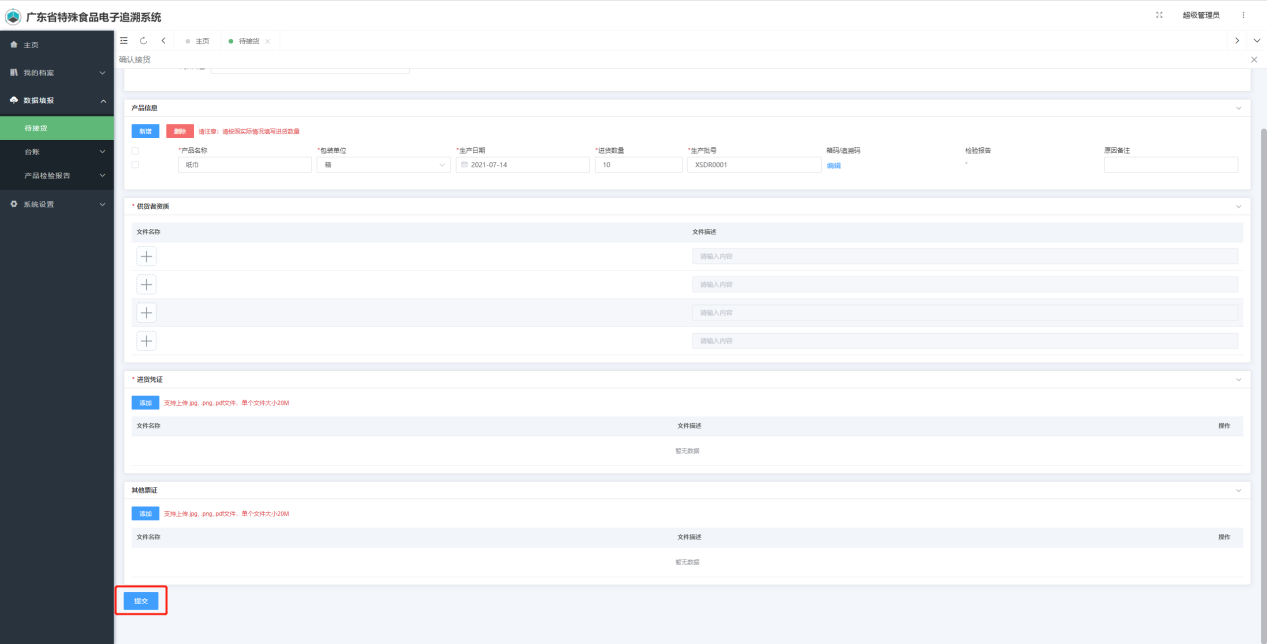 广东省特殊食品电子追溯系统
超级管理员
主页
主页
待接货
确认接货
我的档案
数据填报
待接货
台账
产品检验报告
系统设置
产品信息
新增 删除 请注意：请按照实际情况填写进货数量
*产品名称 *包装单位 *生产日期 *进货数量 *生产批号 箱码/追溯码 检验报告 原因备注
纸巾 箱 2021-07-14 10 XSDR0001 编辑 -
* 供货者资质
文件名称 文件描述
请输入内容
请输入内容
请输入内容
请输入内容
* 进货凭证
添加 支持上传.jpg, .png, .pdf文件，单个文件大小20M
文件名称 文件描述 操作
暂无数据
其他票证
添加 支持上传.jpg, .png, .pdf文件，单个文件大小20M
文件名称 文件描述 操作
暂无数据
提交